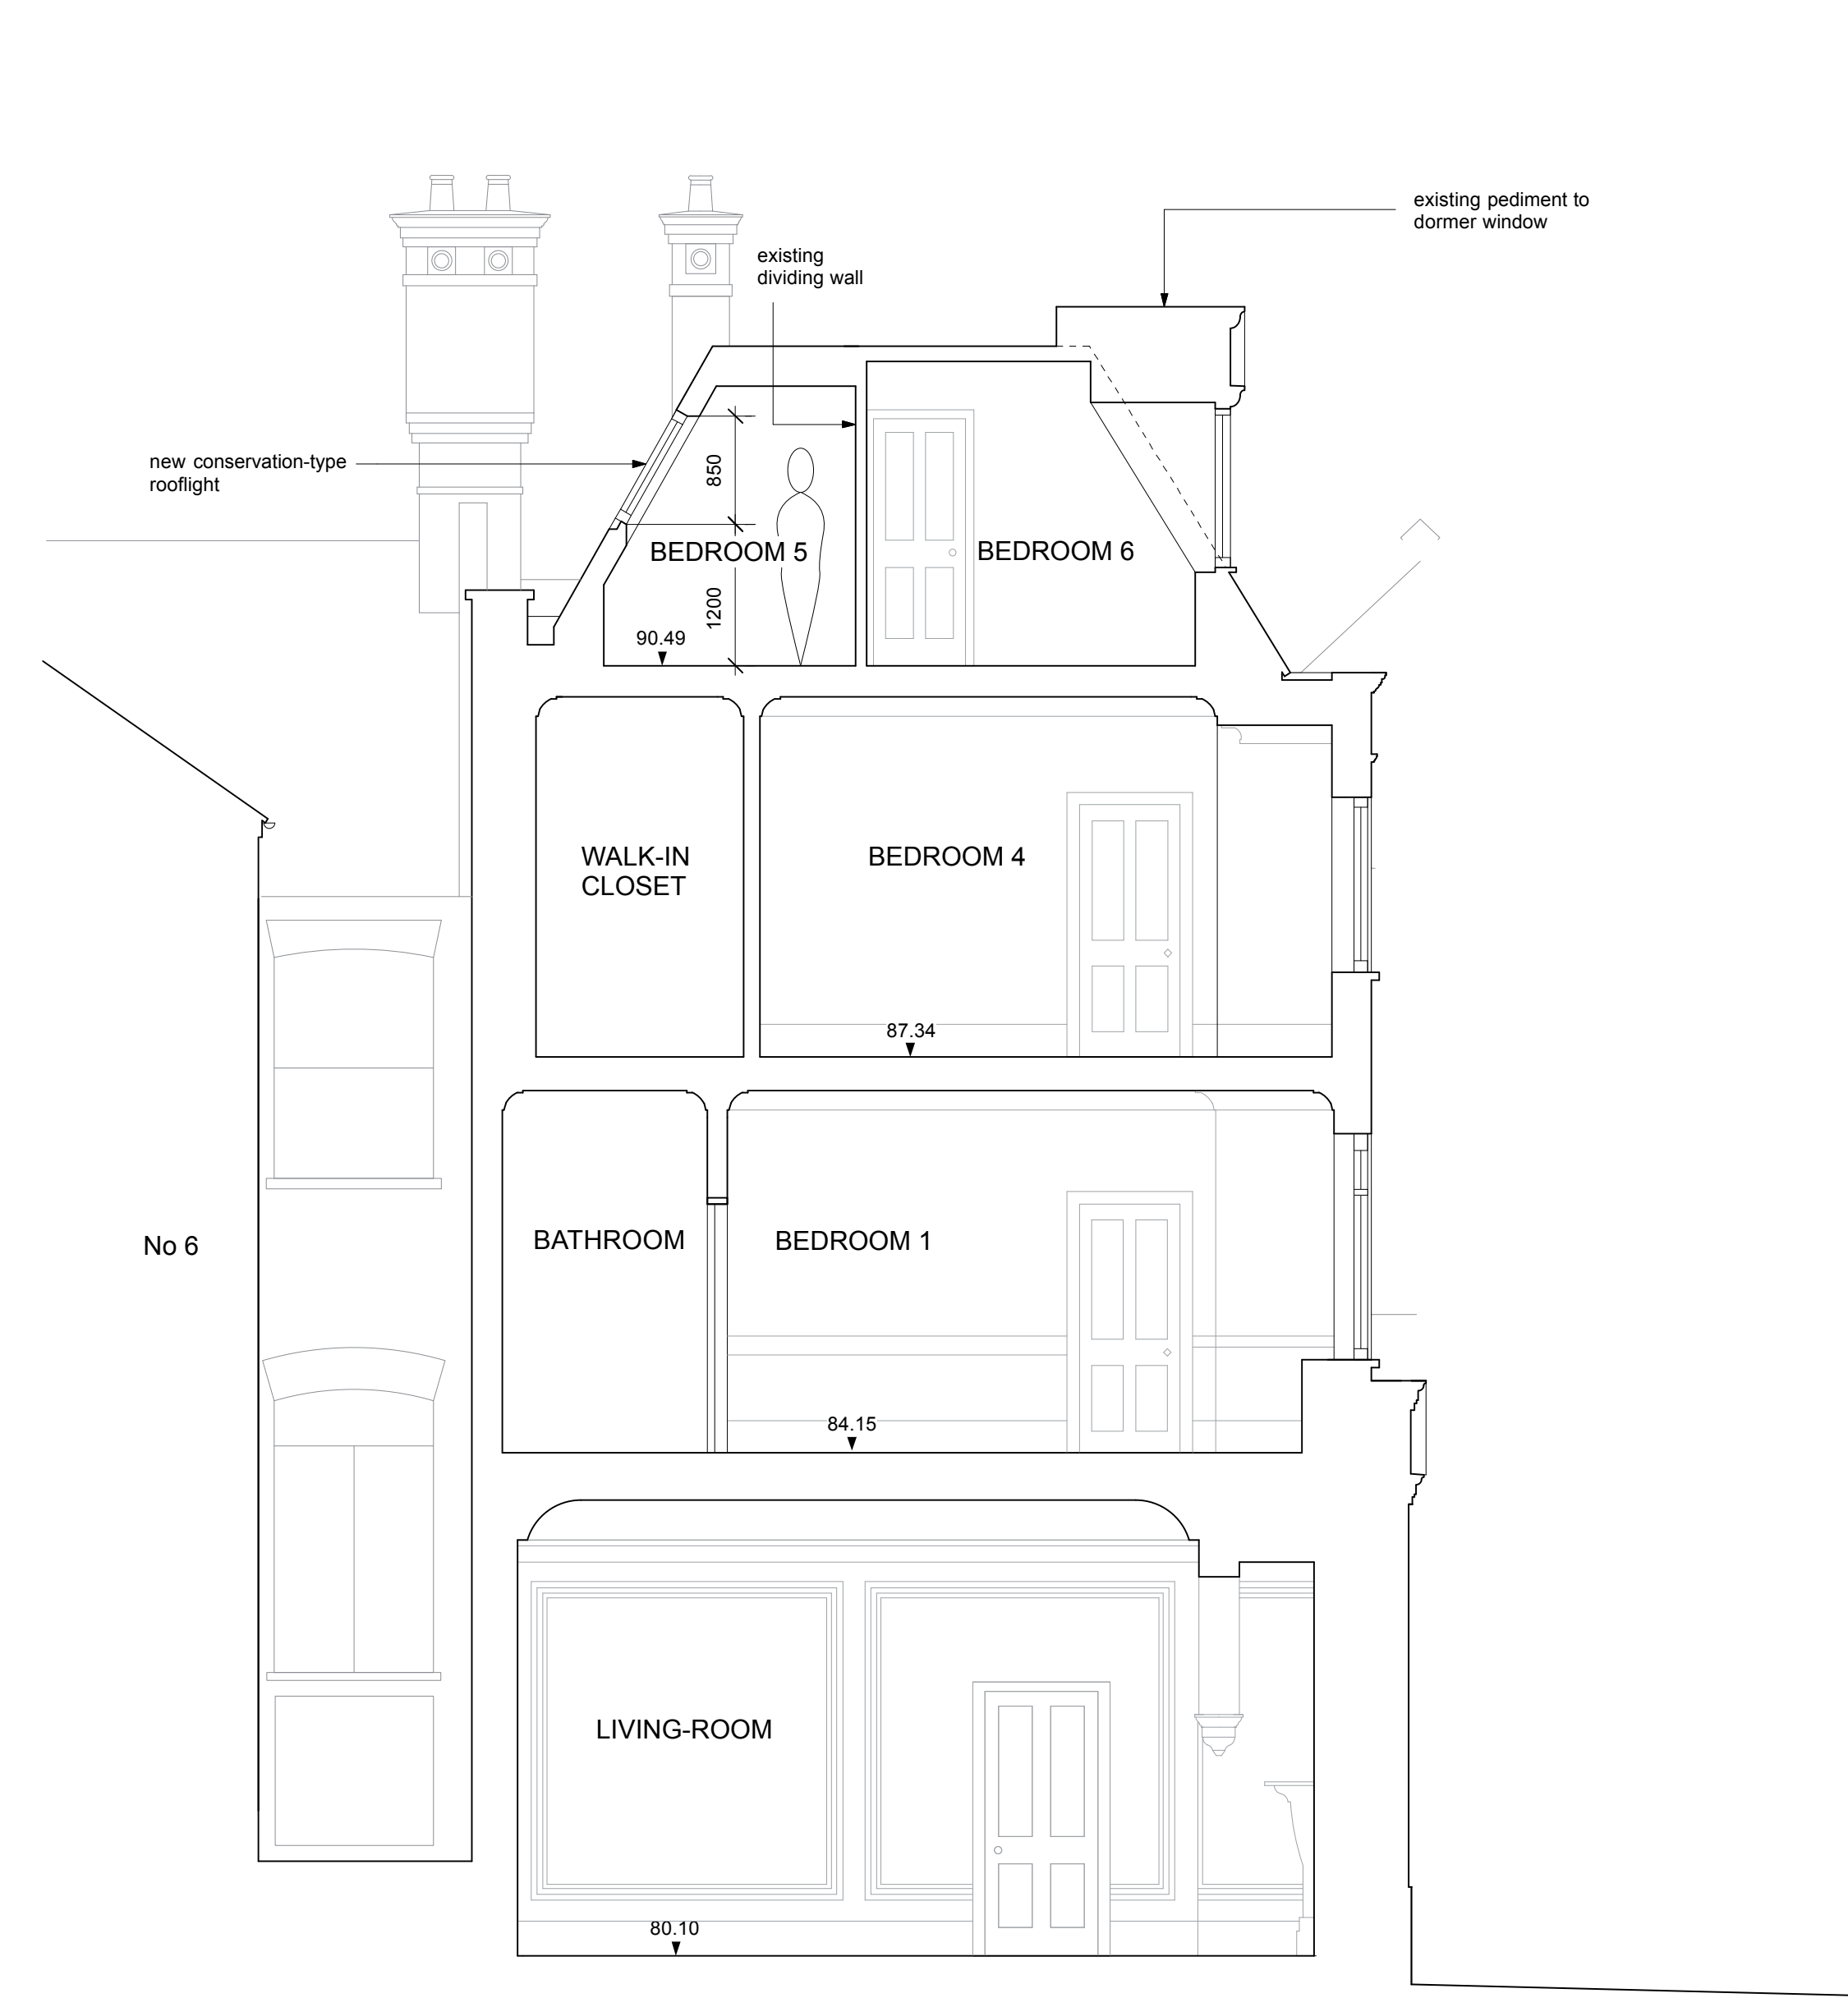 existing pediment to
dormer window
existing
dividing wall
new conservation-type
rooflight
850
BEDROOM 5
BEDROOM 6
1200
90.49
WALK-IN
CLOSET
BEDROOM 4
87.34
BATHROOM
BEDROOM 1
No 6
84.15
LIVING-ROOM
80.10